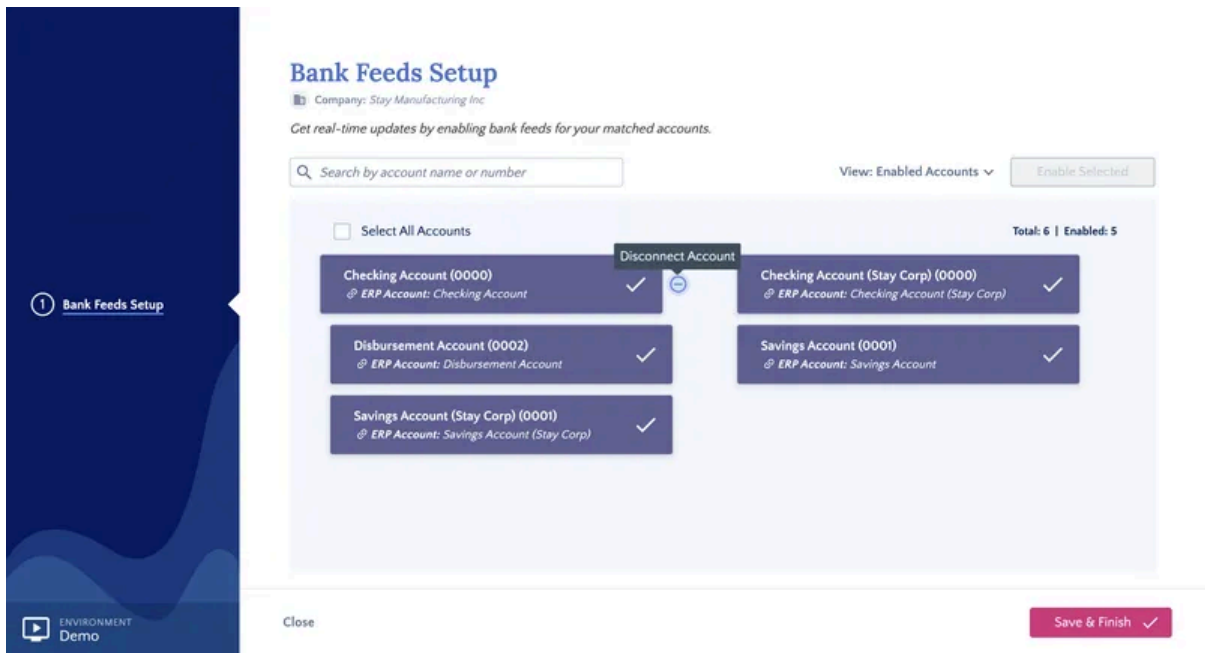 Bank Feeds Setup
Company: Stay Manufacturing Inc
Get real-time updates by enabling bank feeds for your matched accounts.
Search by account name or number
View: Enabled Accounts
Enable Selected
Select All Accounts
Total: 6 | Enabled: 5
Disconnect Account
Checking Account (0000)
ERP Account: Checking Account
Checking Account (Stay Corp) (0000)
ERP Account: Checking Account (Stay Corp)
1 Bank Feeds Setup
Disbursement Account (0002)
ERP Account: Disbursement Account
Savings Account (0001)
ERP Account: Savings Account
Savings Account (Stay Corp) (0001)
ERP Account: Savings Account (Stay Corp)
ENVIRONMENT
Demo
Close
Save & Finish